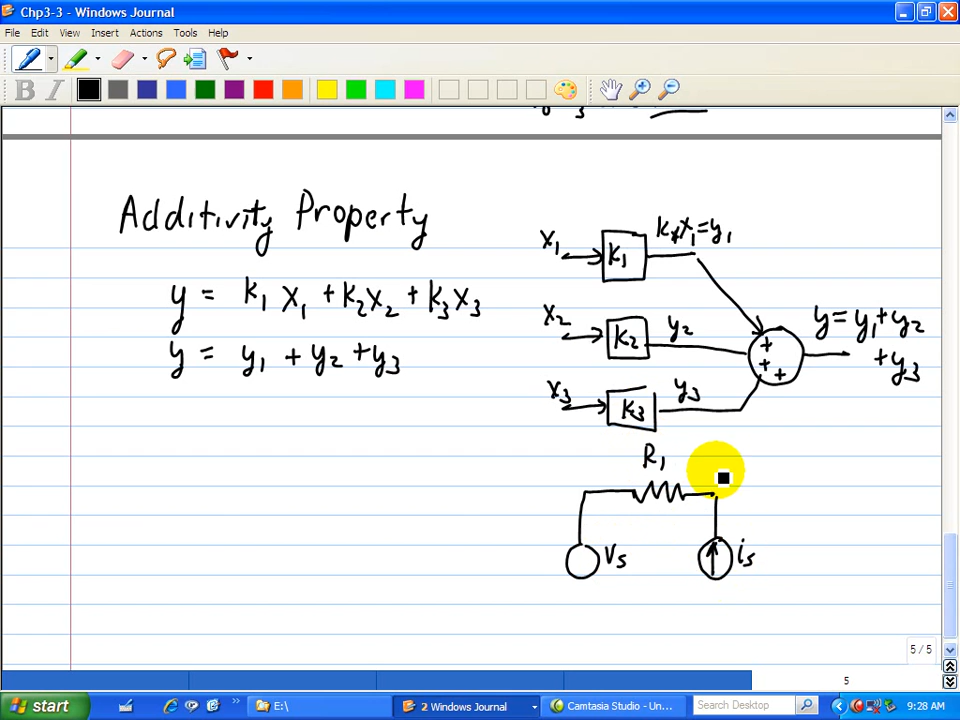 Chp3-3 - Windows Journal
File Edit View Insert Actions Tools Help
B I
Additivity Property
y = k1 x1 + k2x2 + k3x3
y = y1 + y2 + y3
x1
k1
x1=y1
x2
k2
y2
x3
k3
y3
+
+
+
y= y1+y2
+y3
R1
Vs
is
5 / 5
5
start
E:\
2 Windows Journal
Camtasia Studio - Un...
Search Desktop
9:28 AM